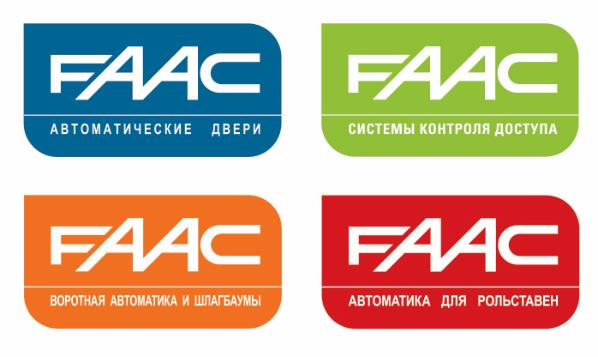 FAAC
АВТОМАТИЧЕСКИЕ ДВЕРИ
FAAC
СИСТЕМЫ КОНТРОЛЯ ДОСТУПА
FAAC
ВОРОТНАЯ АВТОМАТИКА И ШЛАГБАУМЫ
FAAC
АВТОМАТИКА ДЛЯ РОЛЬСТАВЕН